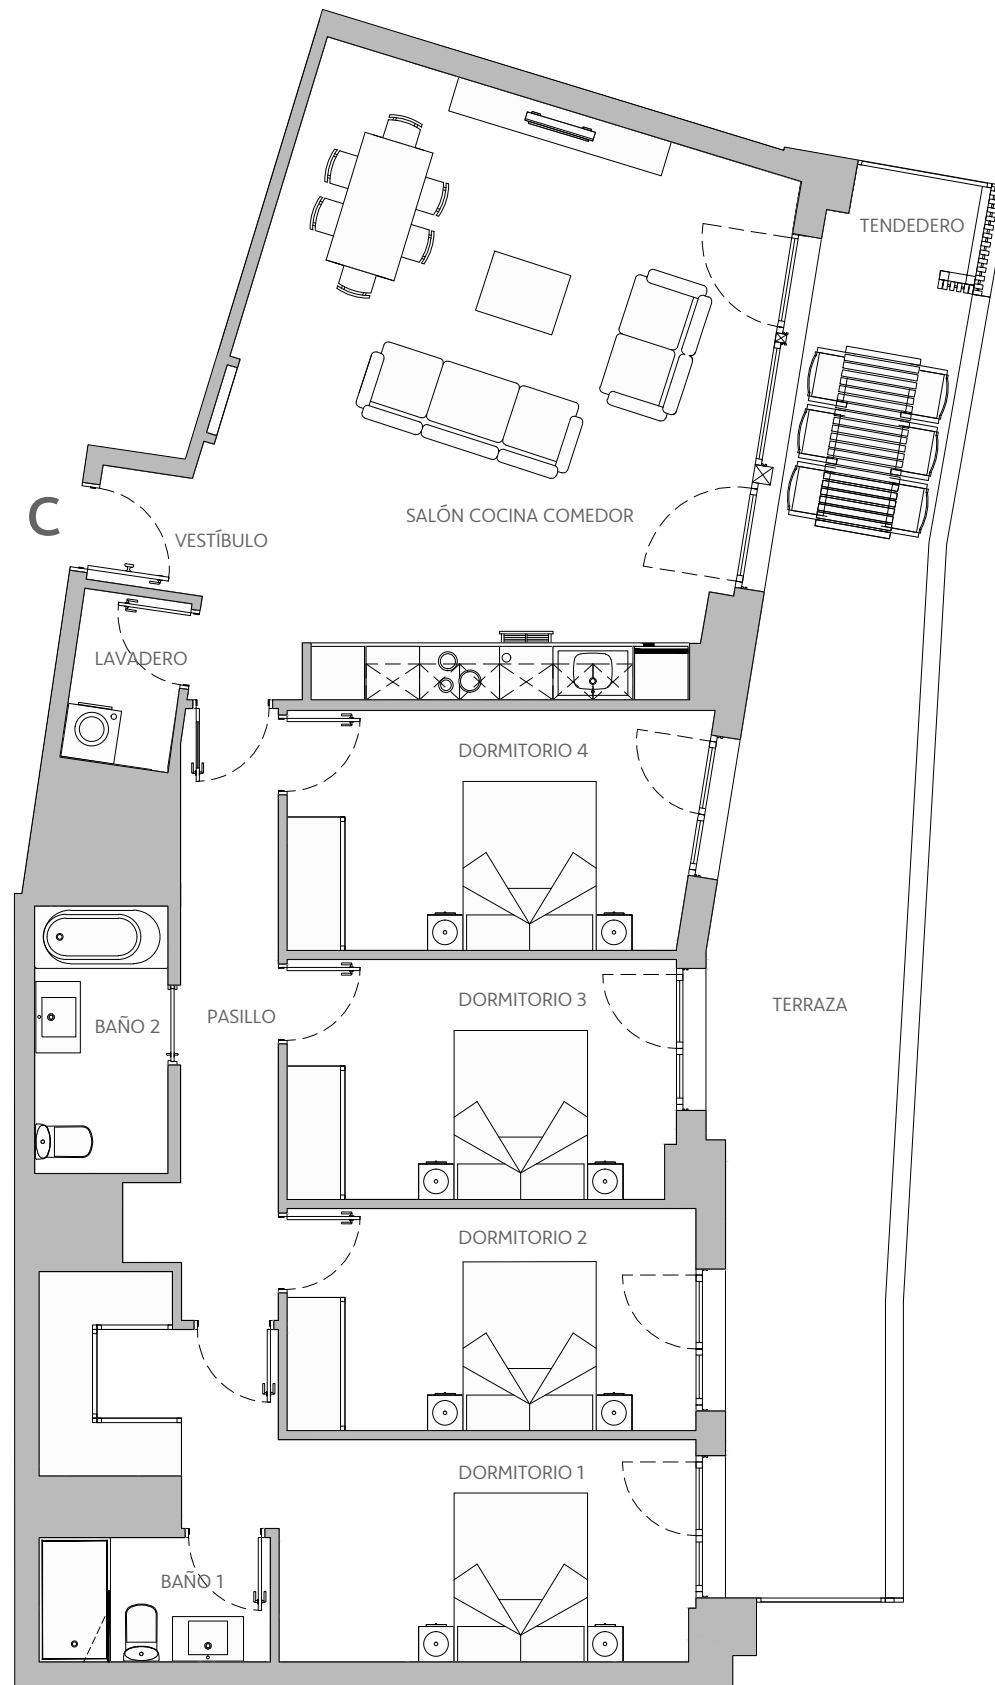 TENDEDERO
C
SALÓN COCINA COMEDOR
VESTÍBULO
LAVADERO
DORMITORIO 4
DORMITORIO 3
TERRAZA
PASILLO
BAÑO 2
DORMITORIO 2
DORMITORIO 1
BAÑO 1